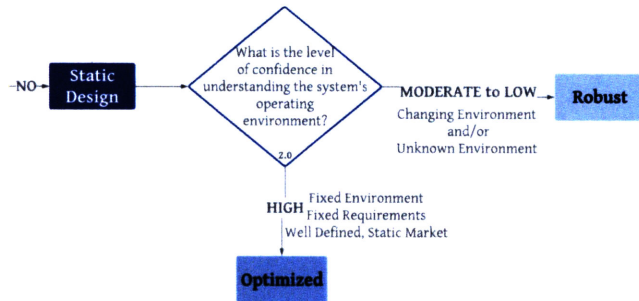 NO
Static
Design
What is the level
of confidence in
understanding the system's
operating
environment?
2.0
MODERATE to LOW
Changing Environment
and/or
Unknown Environment
Robust
HIGH
Fixed Environment
Fixed Requirements
Well Defined, Static Market
Optimized